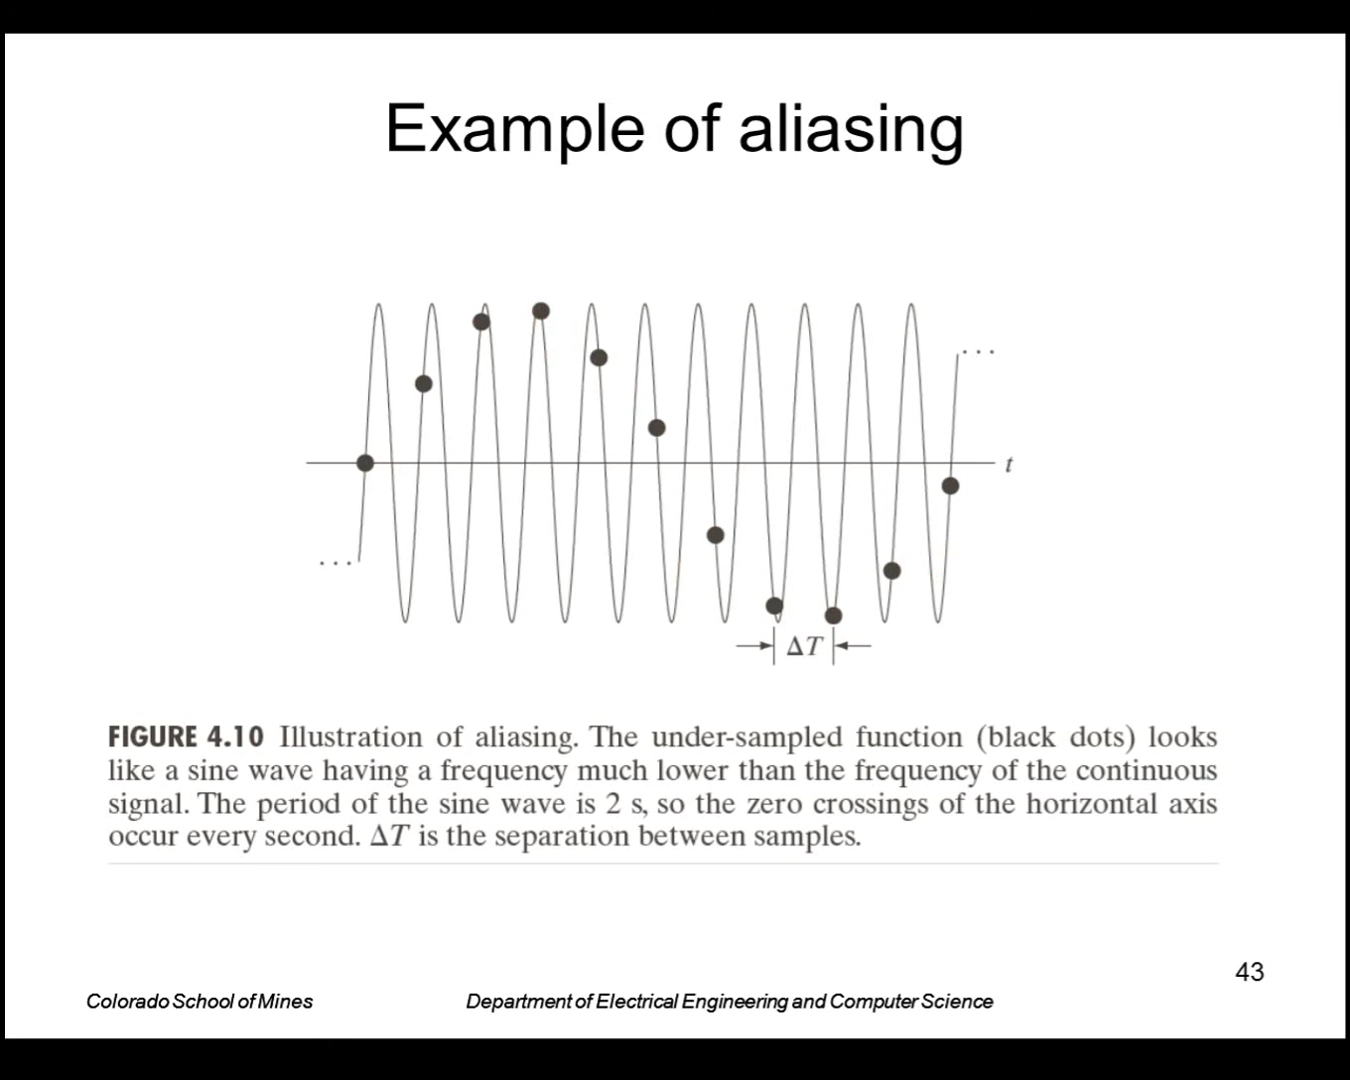 Example of aliasing
. . .
t
. . .
ΔT
FIGURE 4.10 Illustration of aliasing. The under-sampled function (black dots) looks
like a sine wave having a frequency much lower than the frequency of the continuous
signal. The period of the sine wave is 2 s, so the zero crossings of the horizontal axis
occur every second. ΔT is the separation between samples.
43
Colorado School of Mines Department of Electrical Engineering and Computer Science